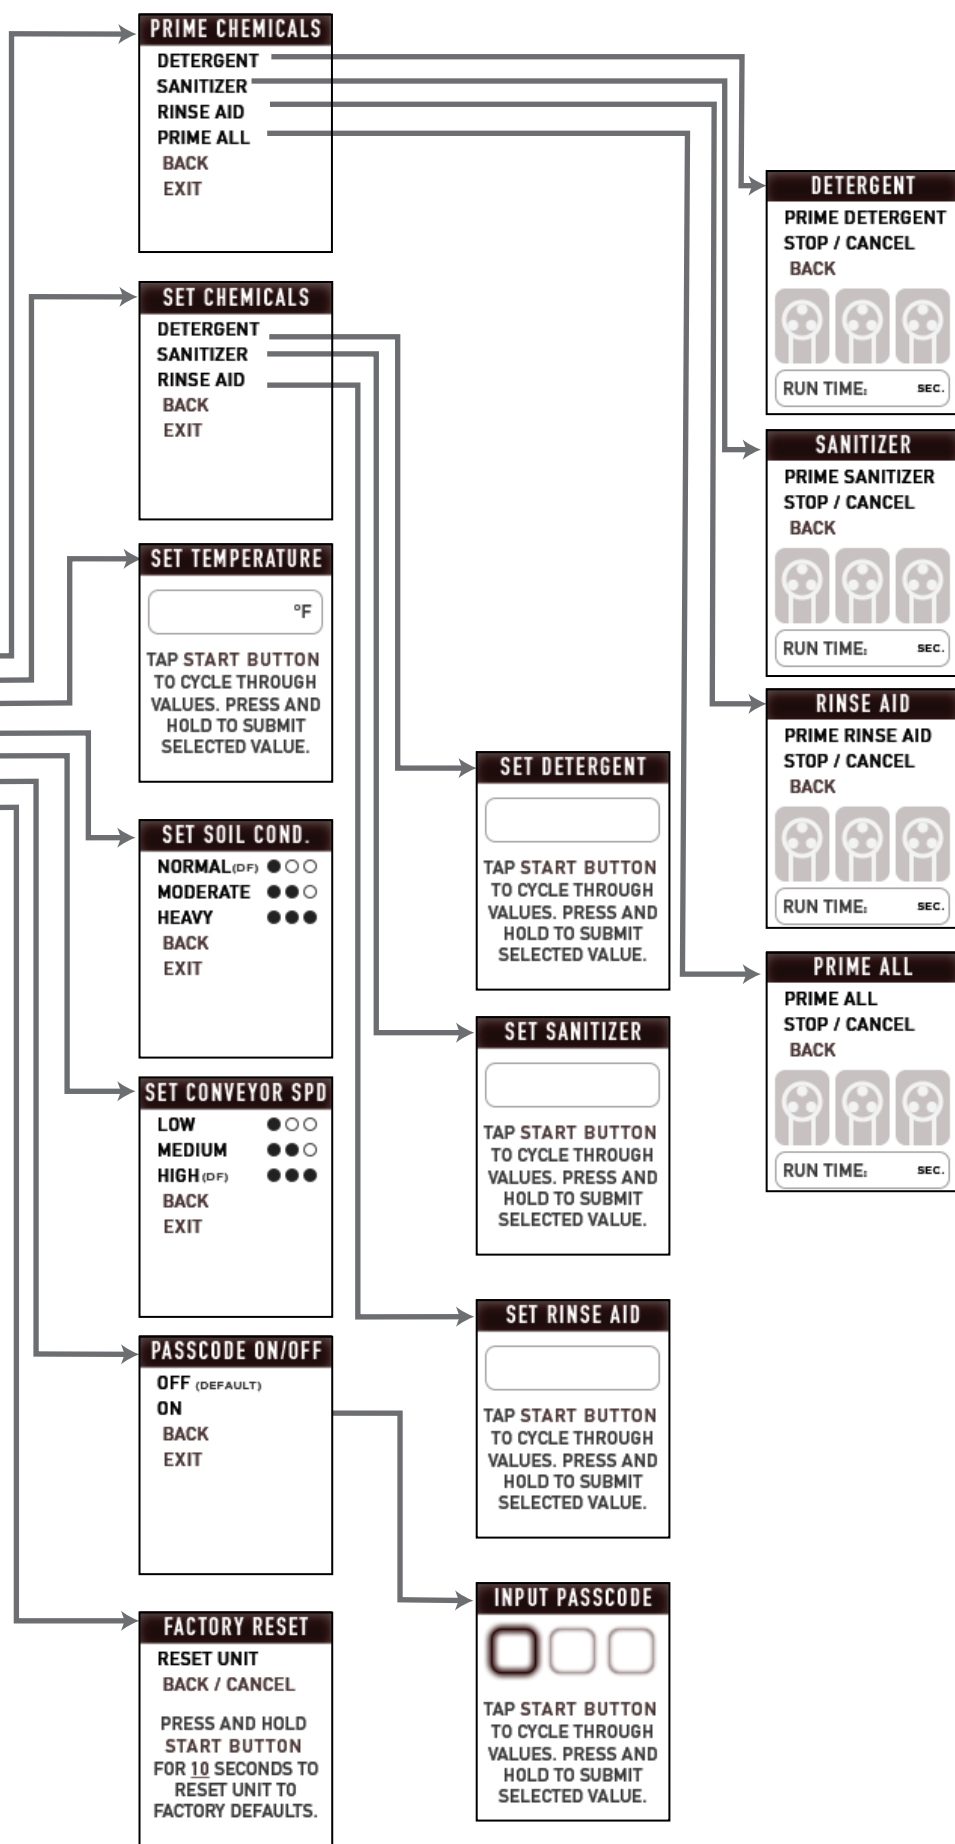 PRIME CHEMICALS
DETERGENT
SANITIZER
RINSE AID
PRIME ALL
BACK
EXIT
SET CHEMICALS
DETERGENT
SANITIZER
RINSE AID
BACK
EXIT
SET TEMPERATURE
°F
TAP START BUTTON
TO CYCLE THROUGH
VALUES. PRESS AND
HOLD TO SUBMIT
SELECTED VALUE.
SET SOIL COND.
NORMAL(DF)
MODERATE
HEAVY
BACK
EXIT
SET CONVEYOR SPD
LOW
MEDIUM
HIGH(DF)
BACK
EXIT
PASSCODE ON/OFF
OFF (DEFAULT)
ON
BACK
EXIT
FACTORY RESET
RESET UNIT
BACK / CANCEL
PRESS AND HOLD
START BUTTON
FOR 10 SECONDS TO
RESET UNIT TO
FACTORY DEFAULTS.
SET DETERGENT
TAP START BUTTON
TO CYCLE THROUGH
VALUES. PRESS AND
HOLD TO SUBMIT
SELECTED VALUE.
SET SANITIZER
TAP START BUTTON
TO CYCLE THROUGH
VALUES. PRESS AND
HOLD TO SUBMIT
SELECTED VALUE.
SET RINSE AID
TAP START BUTTON
TO CYCLE THROUGH
VALUES. PRESS AND
HOLD TO SUBMIT
SELECTED VALUE.
INPUT PASSCODE
TAP START BUTTON
TO CYCLE THROUGH
VALUES. PRESS AND
HOLD TO SUBMIT
SELECTED VALUE.
DETERGENT
PRIME DETERGENT
STOP / CANCEL
BACK
RUN TIME: SEC.
SANITIZER
PRIME SANITIZER
STOP / CANCEL
BACK
RUN TIME: SEC.
RINSE AID
PRIME RINSE AID
STOP / CANCEL
BACK
RUN TIME: SEC.
PRIME ALL
PRIME ALL
STOP / CANCEL
BACK
RUN TIME: SEC.